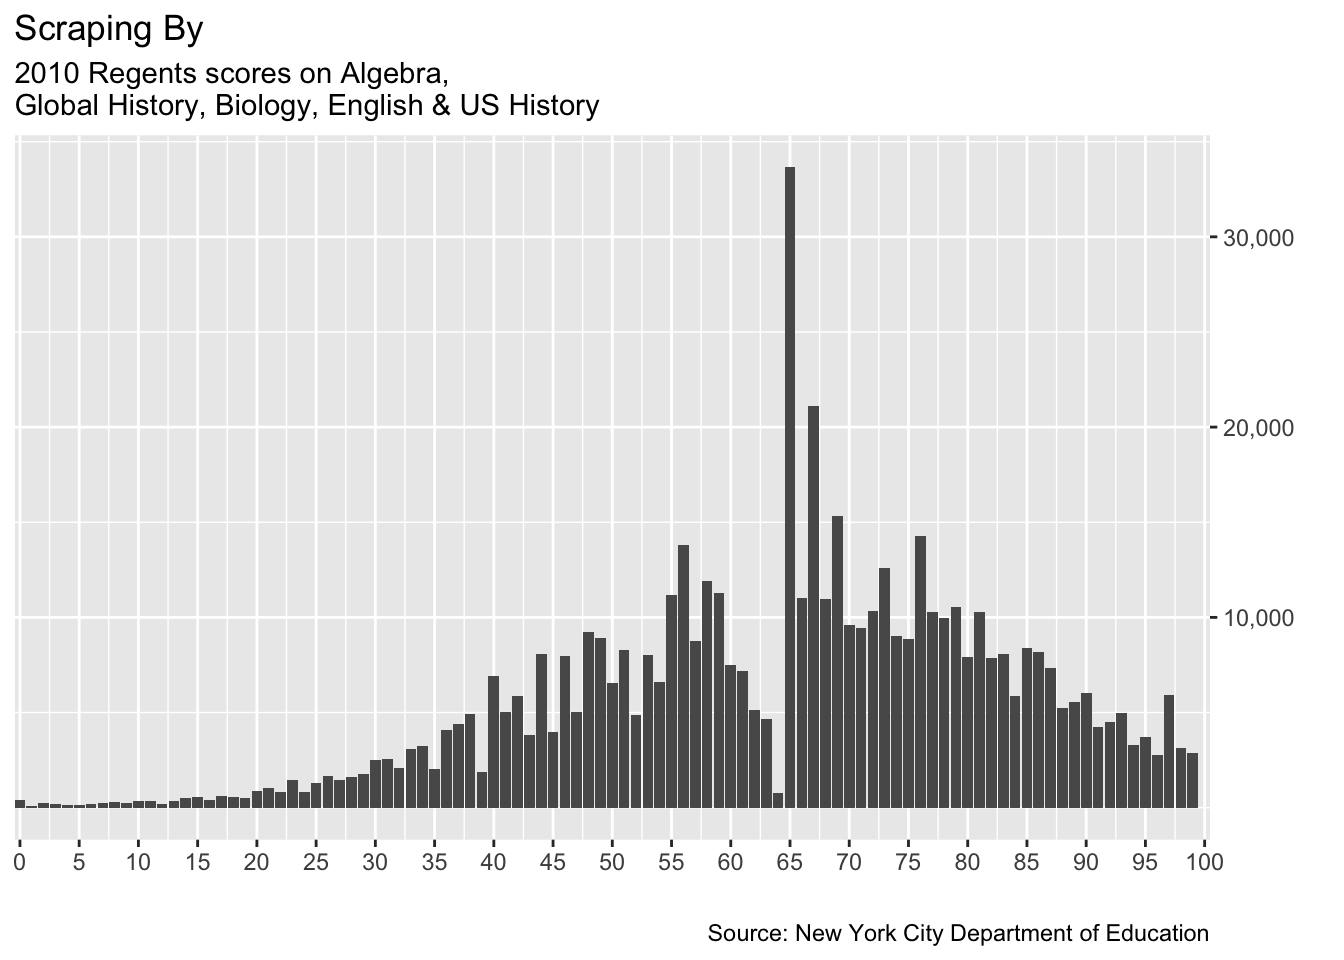 Scraping By
2010 Regents scores on Algebra,
Global History, Biology, English & US History
30,000
20,000
10,000
0 5 10 15 20 25 30 35 40 45 50 55 60 65 70 75 80 85 90 95 100
Source: New York City Department of Education